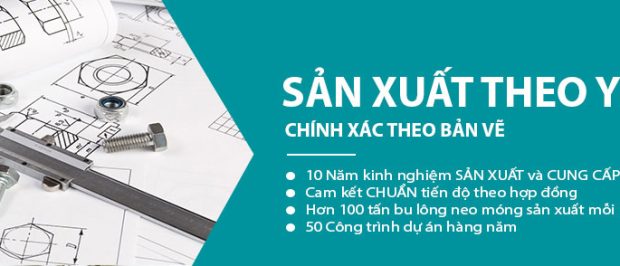 SẢN XUẤT THEO Y
CHÍNH XÁC THEO BẢN VẼ
10 Năm kinh nghiệm SẢN XUẤT và CUNG CẤP
Cam kết CHUẨN tiến độ theo hợp đồng
Hơn 100 tấn bu lông neo móng sản xuất mỗi
50 Công trình dự án hàng năm